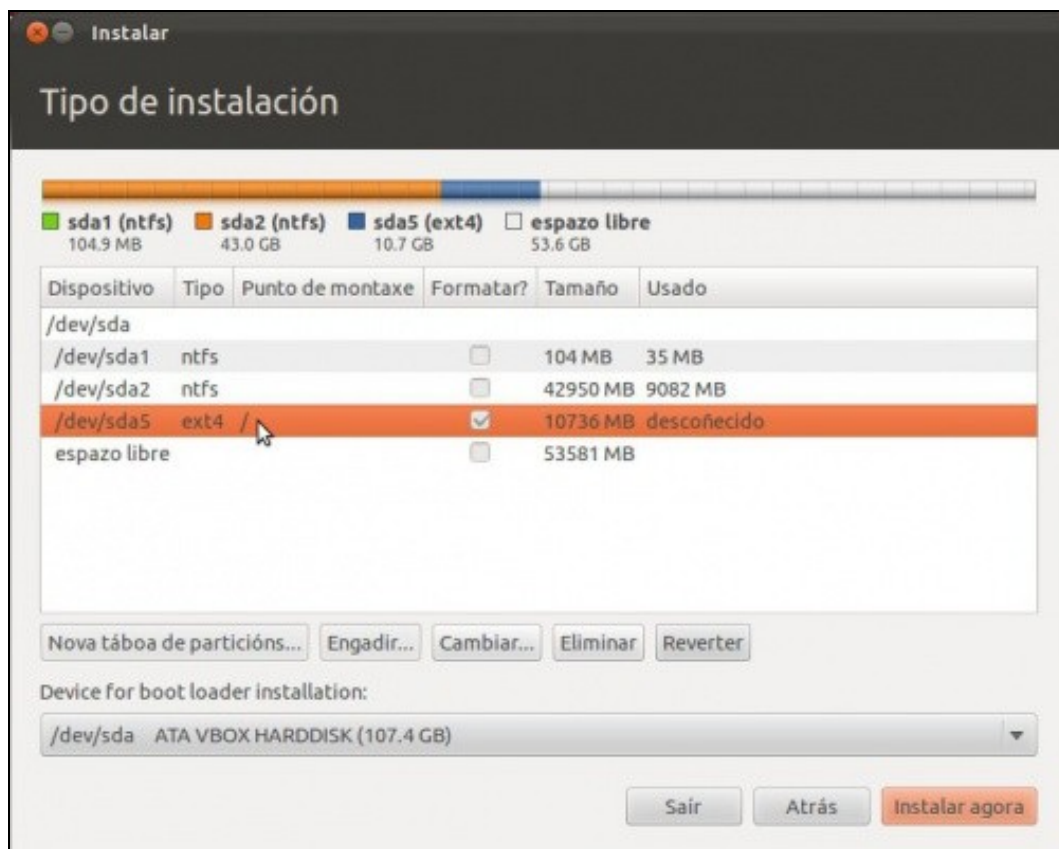 Instalar
Tipo de instalación
sda1 (ntfs) sda2 (ntfs) sda5 (ext4) espazo libre
104.9 MB 43.0 GB 10.7 GB 53.6 GB
Dispositivo Tipo Punto de montaxe Formatar? Tamaño Usado
/dev/sda
/dev/sda1 ntfs 104 MB 35 MB
/dev/sda2 ntfs 42950 MB 9082 MB
/dev/sda5 ext4 / 10736 MB descoñecido
espazo libre 53581 MB
Nova táboa de particións... Engadir... Cambiar... Eliminar Reverter
Device for boot loader installation:
/dev/sda ATA VBOX HARDDISK (107.4 GB)
Saír Atrás Instalar agora